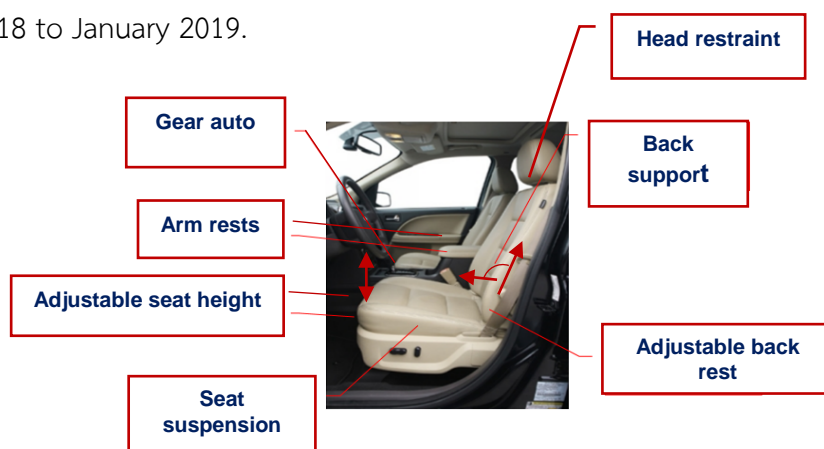 18 to January 2019.
Head restraint
Gear auto
Back
support
Arm rests
Adjustable seat height
Adjustable back
rest
Seat
suspension